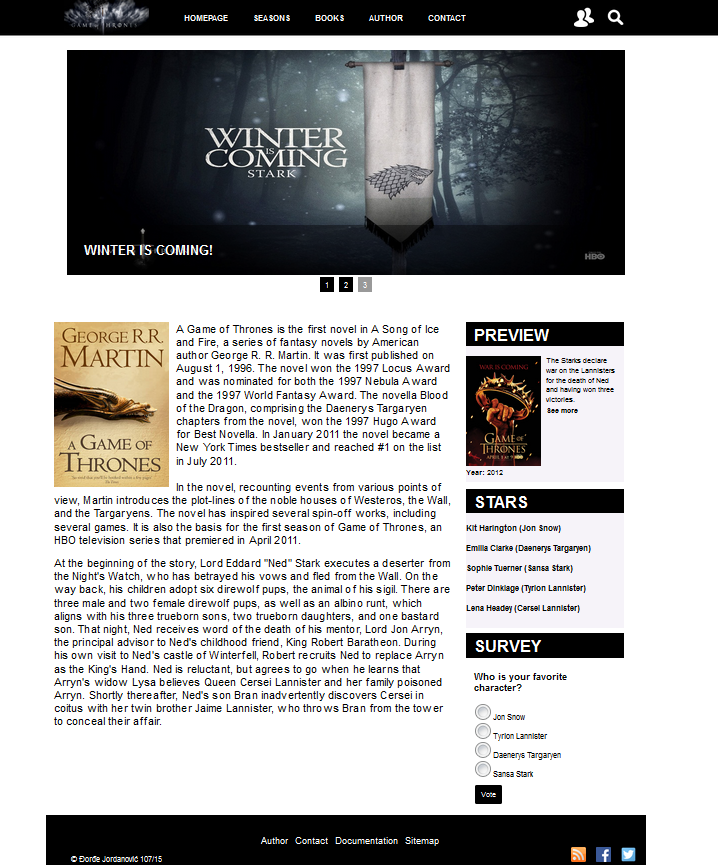 GAME OF THRONES
HOMEPAGE SEASONS BOOKS AUTHOR CONTACT
WINTER
IS
COMING
STARK
WINTER IS COMING!
HBO
1 2 3
GEORGE R.R.
MARTIN
A GAME OF
THRONES
A Game of Thrones is the first novel in A Song of Ice
and Fire, a series of fantasy novels by American
author George R. R. Martin. It was first published on
August 1, 1996. The novel won the 1997 Locus Award
and was nominated for both the 1997 Nebula Award
and the 1997 World Fantasy Award. The novella Blood
of the Dragon, comprising the Daenerys Targaryen
chapters from the novel, won the 1997 Hugo Award
for Best Novella. In January 2011 the novel became a
New York Times bestseller and reached #1 on the list
in July 2011.
In the novel, recounting events from various points of
view, Martin introduces the plot-lines of the noble houses of Westeros, the Wall,
and the Targaryens. The novel has inspired several spin-off works, including
several games. It is also the basis for the first season of Game of Thrones, an
HBO television series that premiered in April 2011.
At the beginning of the story, Lord Eddard "Ned" Stark executes a deserter from
the Night's Watch, who has betrayed his vows and fled from the Wall. On the
way back, his children adopt six direwolf pups, the animal of his sigil. There are
three male and two female direwolf pups, as well as an albino runt, which
aligns with his three trueborn sons, two trueborn daughters, and one bastard
son. That night, Ned receives word of the death of his mentor, Lord Jon Arryn,
the principal advisor to Ned's childhood friend, King Robert Baratheon. During
his own visit to Ned's castle of Winterfell, Robert recruits Ned to replace Arryn
as the King's Hand. Ned is reluctant, but agrees to go when he learns that
Arryn's widow Lysa believes Queen Cersei Lannister and her family poisoned
Arryn. Shortly thereafter, Ned's son Bran inadvertently discovers Cersei in
coitus with her twin brother Jaime Lannister, who throws Bran from the tower
to conceal their affair.
PREVIEW
WAR IS COMING
GAME OF
THRONES
APRIL 1 HBO
The Starks declare
war on the Lannisters
for the death of Ned
and having won three
victories.
See more
Year: 2012
STARS
Kit Harington (Jon Snow)
Emilia Clarke (Daenerys Targaryen)
Sophie Tuerner (Sansa Stark)
Peter Dinklage (Tyrion Lannister)
Lena Headey (Cersei Lannister)
SURVEY
Who is your favorite
character?
Jon Snow
Tyrion Lannister
Daenerys Targaryen
Sansa Stark
Vote
Author Contact Documentation Sitemap
© Đorđe Jordanović 107/15